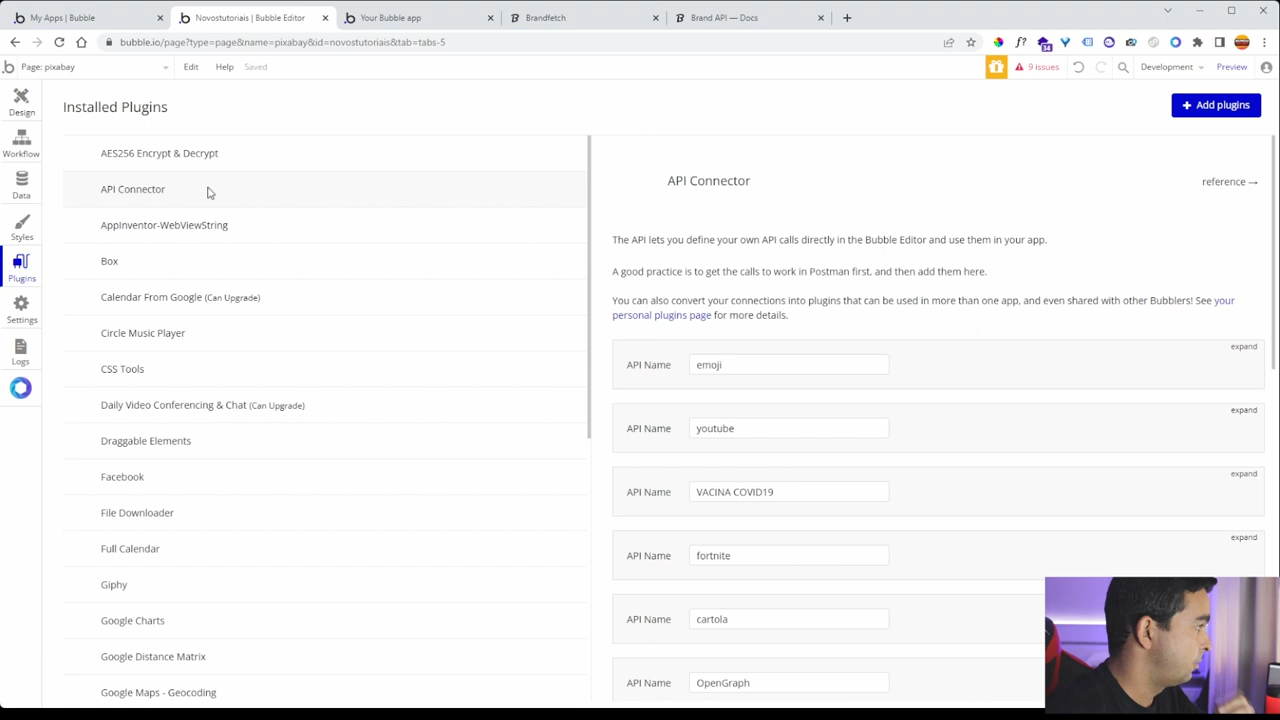 My Apps | Bubble
Novostutoriais | Bubble Editor
Your Bubble app
Brandfetch
Brand API — Docs
bubble.io/page?type=page&name=pixabay&id=novostutoriais&tab=tabs-5
Page: pixabay
Edit
Help
Saved
9 issues
Development
Preview
Design
Workflow
Data
Styles
Plugins
Settings
Logs
Installed Plugins
+ Add plugins
AES256 Encrypt & Decrypt
API Connector
AppInventor-WebViewString
Box
Calendar From Google (Can Upgrade)
Circle Music Player
CSS Tools
Daily Video Conferencing & Chat (Can Upgrade)
Draggable Elements
Facebook
File Downloader
Full Calendar
Giphy
Google Charts
Google Distance Matrix
Google Maps - Geocoding
API Connector
reference →
The API lets you define your own API calls directly in the Bubble Editor and use them in your app.
A good practice is to get the calls to work in Postman first, and then add them here.
You can also convert your connections into plugins that can be used in more than one app, and even shared with other Bubblers! See your
personal plugins page for more details.
expand
API Name emoji
expand
API Name youtube
expand
API Name VACINA COVID19
expand
API Name fortnite
API Name cartola
API Name OpenGraph